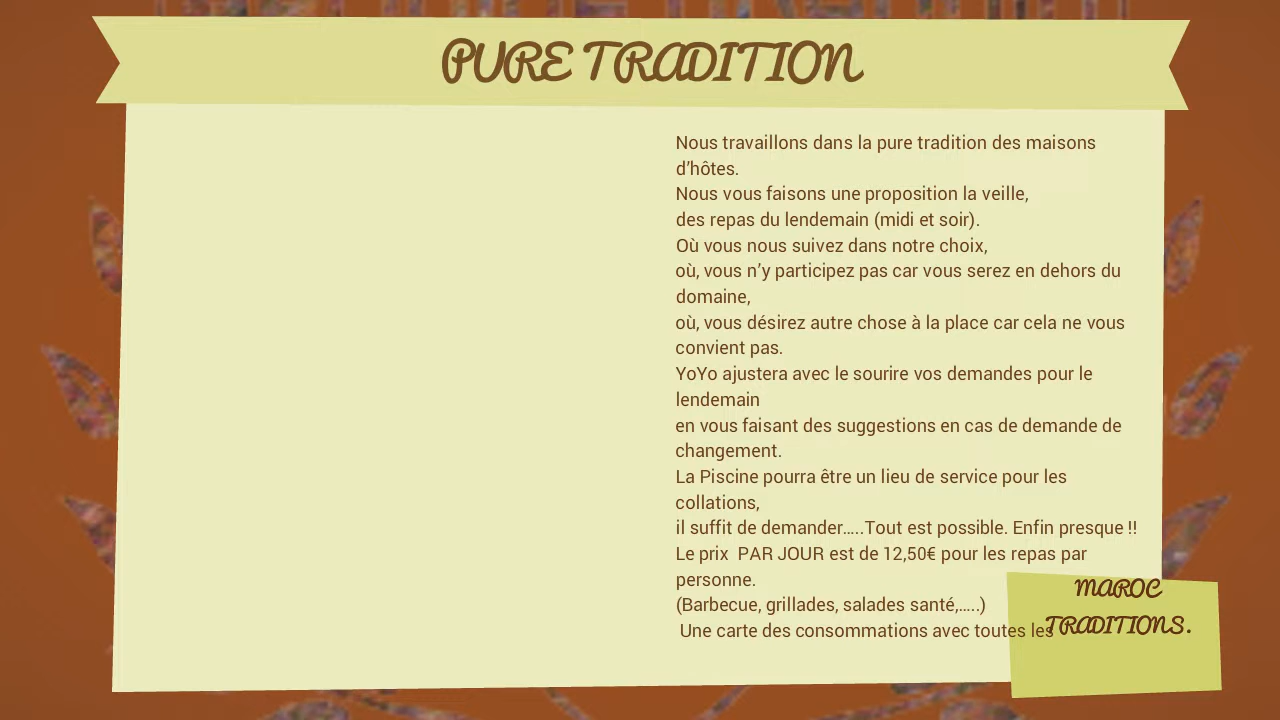 PURE TRADITION
Nous travaillons dans la pure tradition des maisons
d’hôtes.
Nous vous faisons une proposition la veille,
des repas du lendemain (midi et soir).
Où vous nous suivez dans notre choix,
où, vous n’y participez pas car vous serez en dehors du
domaine,
où, vous désirez autre chose à la place car cela ne vous
convient pas.
YoYo ajustera avec le sourire vos demandes pour le
lendemain
en vous faisant des suggestions en cas de demande de
changement.
La Piscine pourra être un lieu de service pour les
collations,
il suffit de demander…..Tout est possible. Enfin presque !!
Le prix  PAR JOUR est de 12,50€ pour les repas par
personne.
(Barbecue, grillades, salades santé,…..)
Une carte des consommations avec toutes les
MAROC
TRADITIONS.